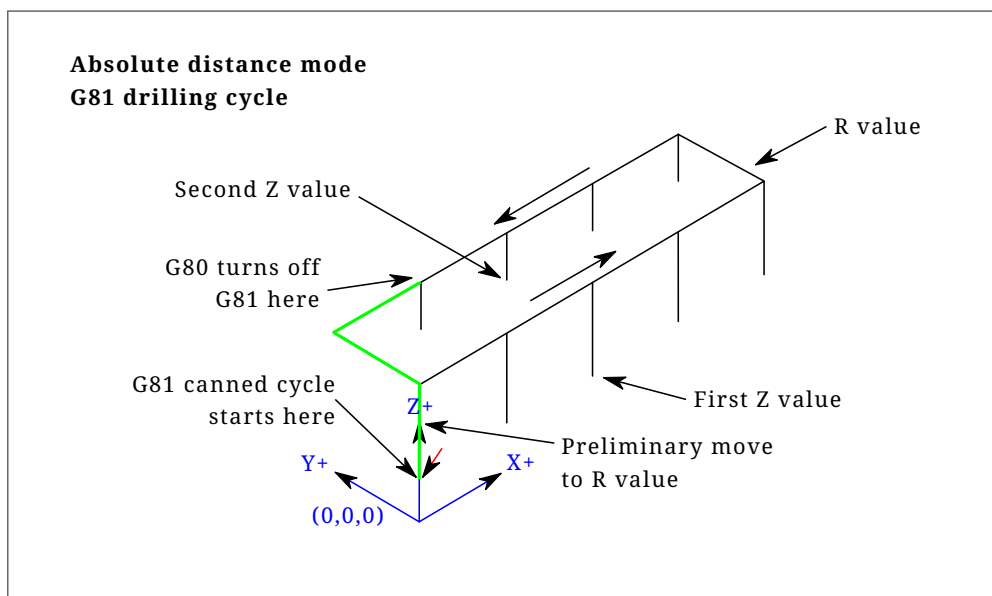 Absolute distance mode
G81 drilling cycle
R value
Second Z value
G80 turns off
G81 here
G81 canned cycle
starts here
First Z value
Z+
Preliminary move
to R value
Y+
X+
(0,0,0)